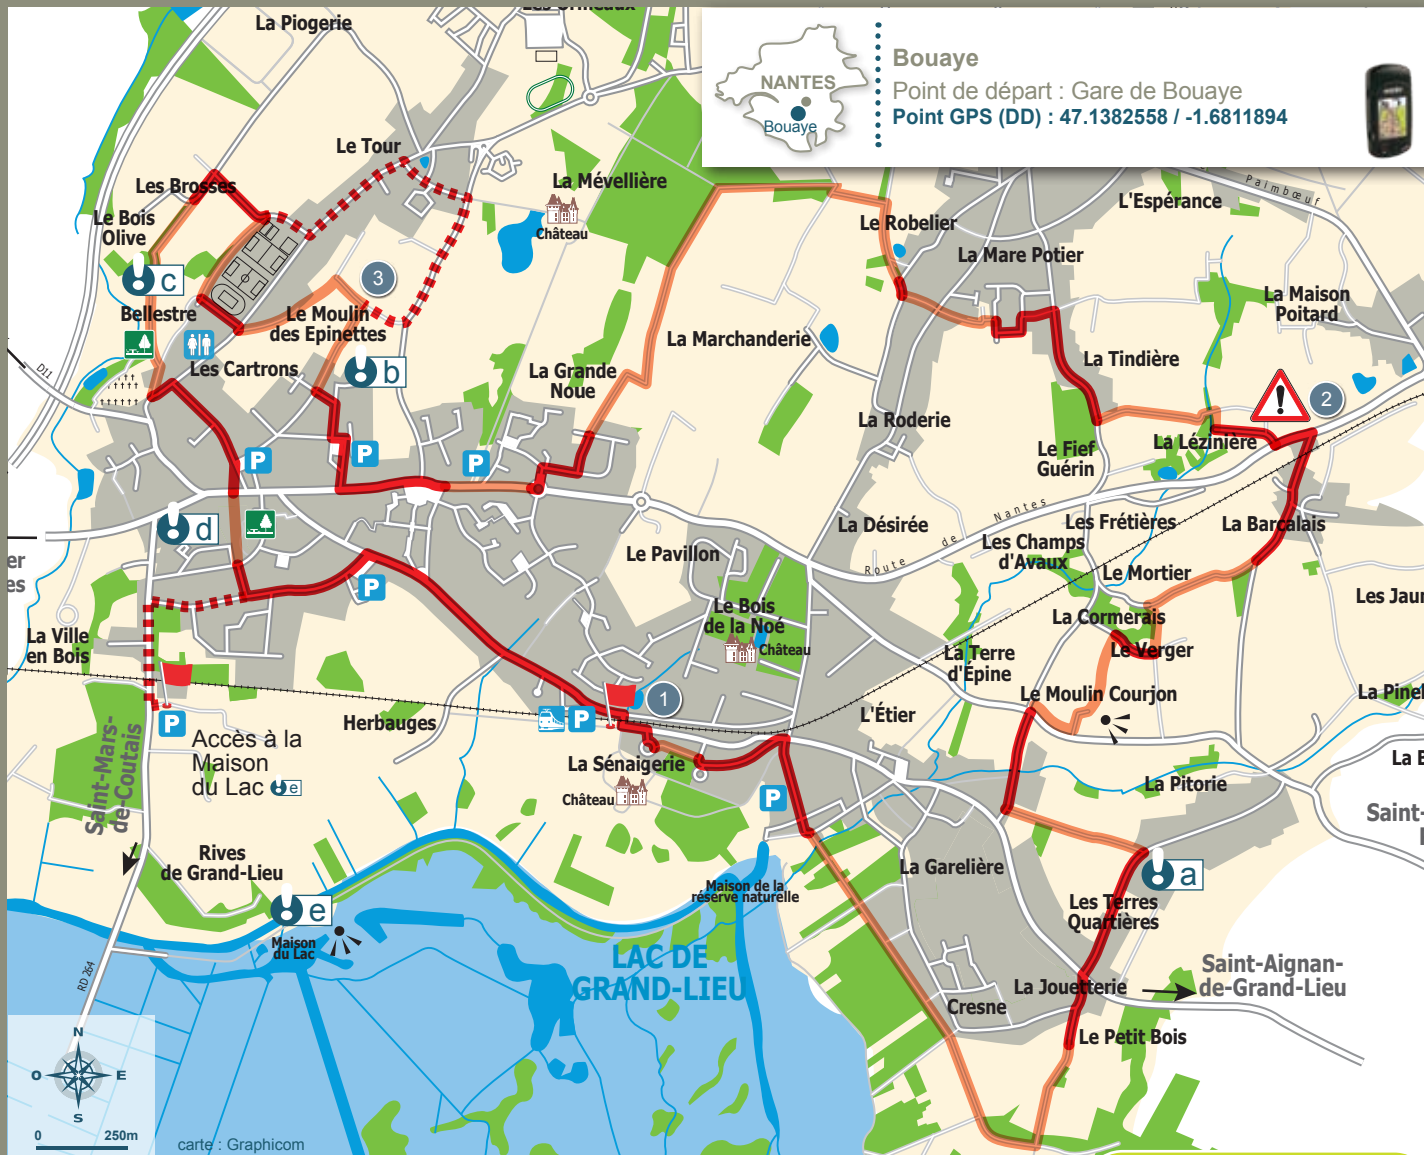 Les Ormeaux
La Piogerie
NANTES
Bouaye
Bouaye
Point de départ : Gare de Bouaye
Point GPS (DD) : 47.1382558 / -1.6811894
Le Tour
Les Brosses
La Mévellière
Château
Le Bois
Olive
c
3
Bellestre
Le Moulin
des Epinettes
Les Cartrons
b
D11
La Grande
Noue
La Marchanderie
Le Robelier
La Mare Potier
L'Espérance
Paimbœuf
La Maison
Poitard
La Tindière
2
La Roderie
Le Fief
Guérin
La Lézinière
P
P
P
d
Le Pavillon
La Désirée
Route de Nantes
Les Frétières
La Barcalais
Les Champs
d'Avaux
Le Mortier
er
es
P
Le Bois
de la Noé
Château
La Cormerais
Le Verger
Les Jaur
La Ville
en Bois
La Terre
d'Épine
Le Moulin Courjon
La Pinel
1
P
P
Herbauges
L'Étier
Accès à la
Maison
du Lac e
La Sénaigerie
Château
P
La Pitorie
La B
Saint-
Saint-Mars-
de-Coutais
Rives
de Grand-Lieu
La Garelière
a
Maison de la
réserve naturelle
Les Terres
Quartières
e
Maison
du Lac
LAC DE
GRAND-LIEU
RD 264
La Jouetterie
Saint-Aignan-
de-Grand-Lieu
Cresne
Le Petit Bois
N
O
E
S
0
250m
carte : Graphicom